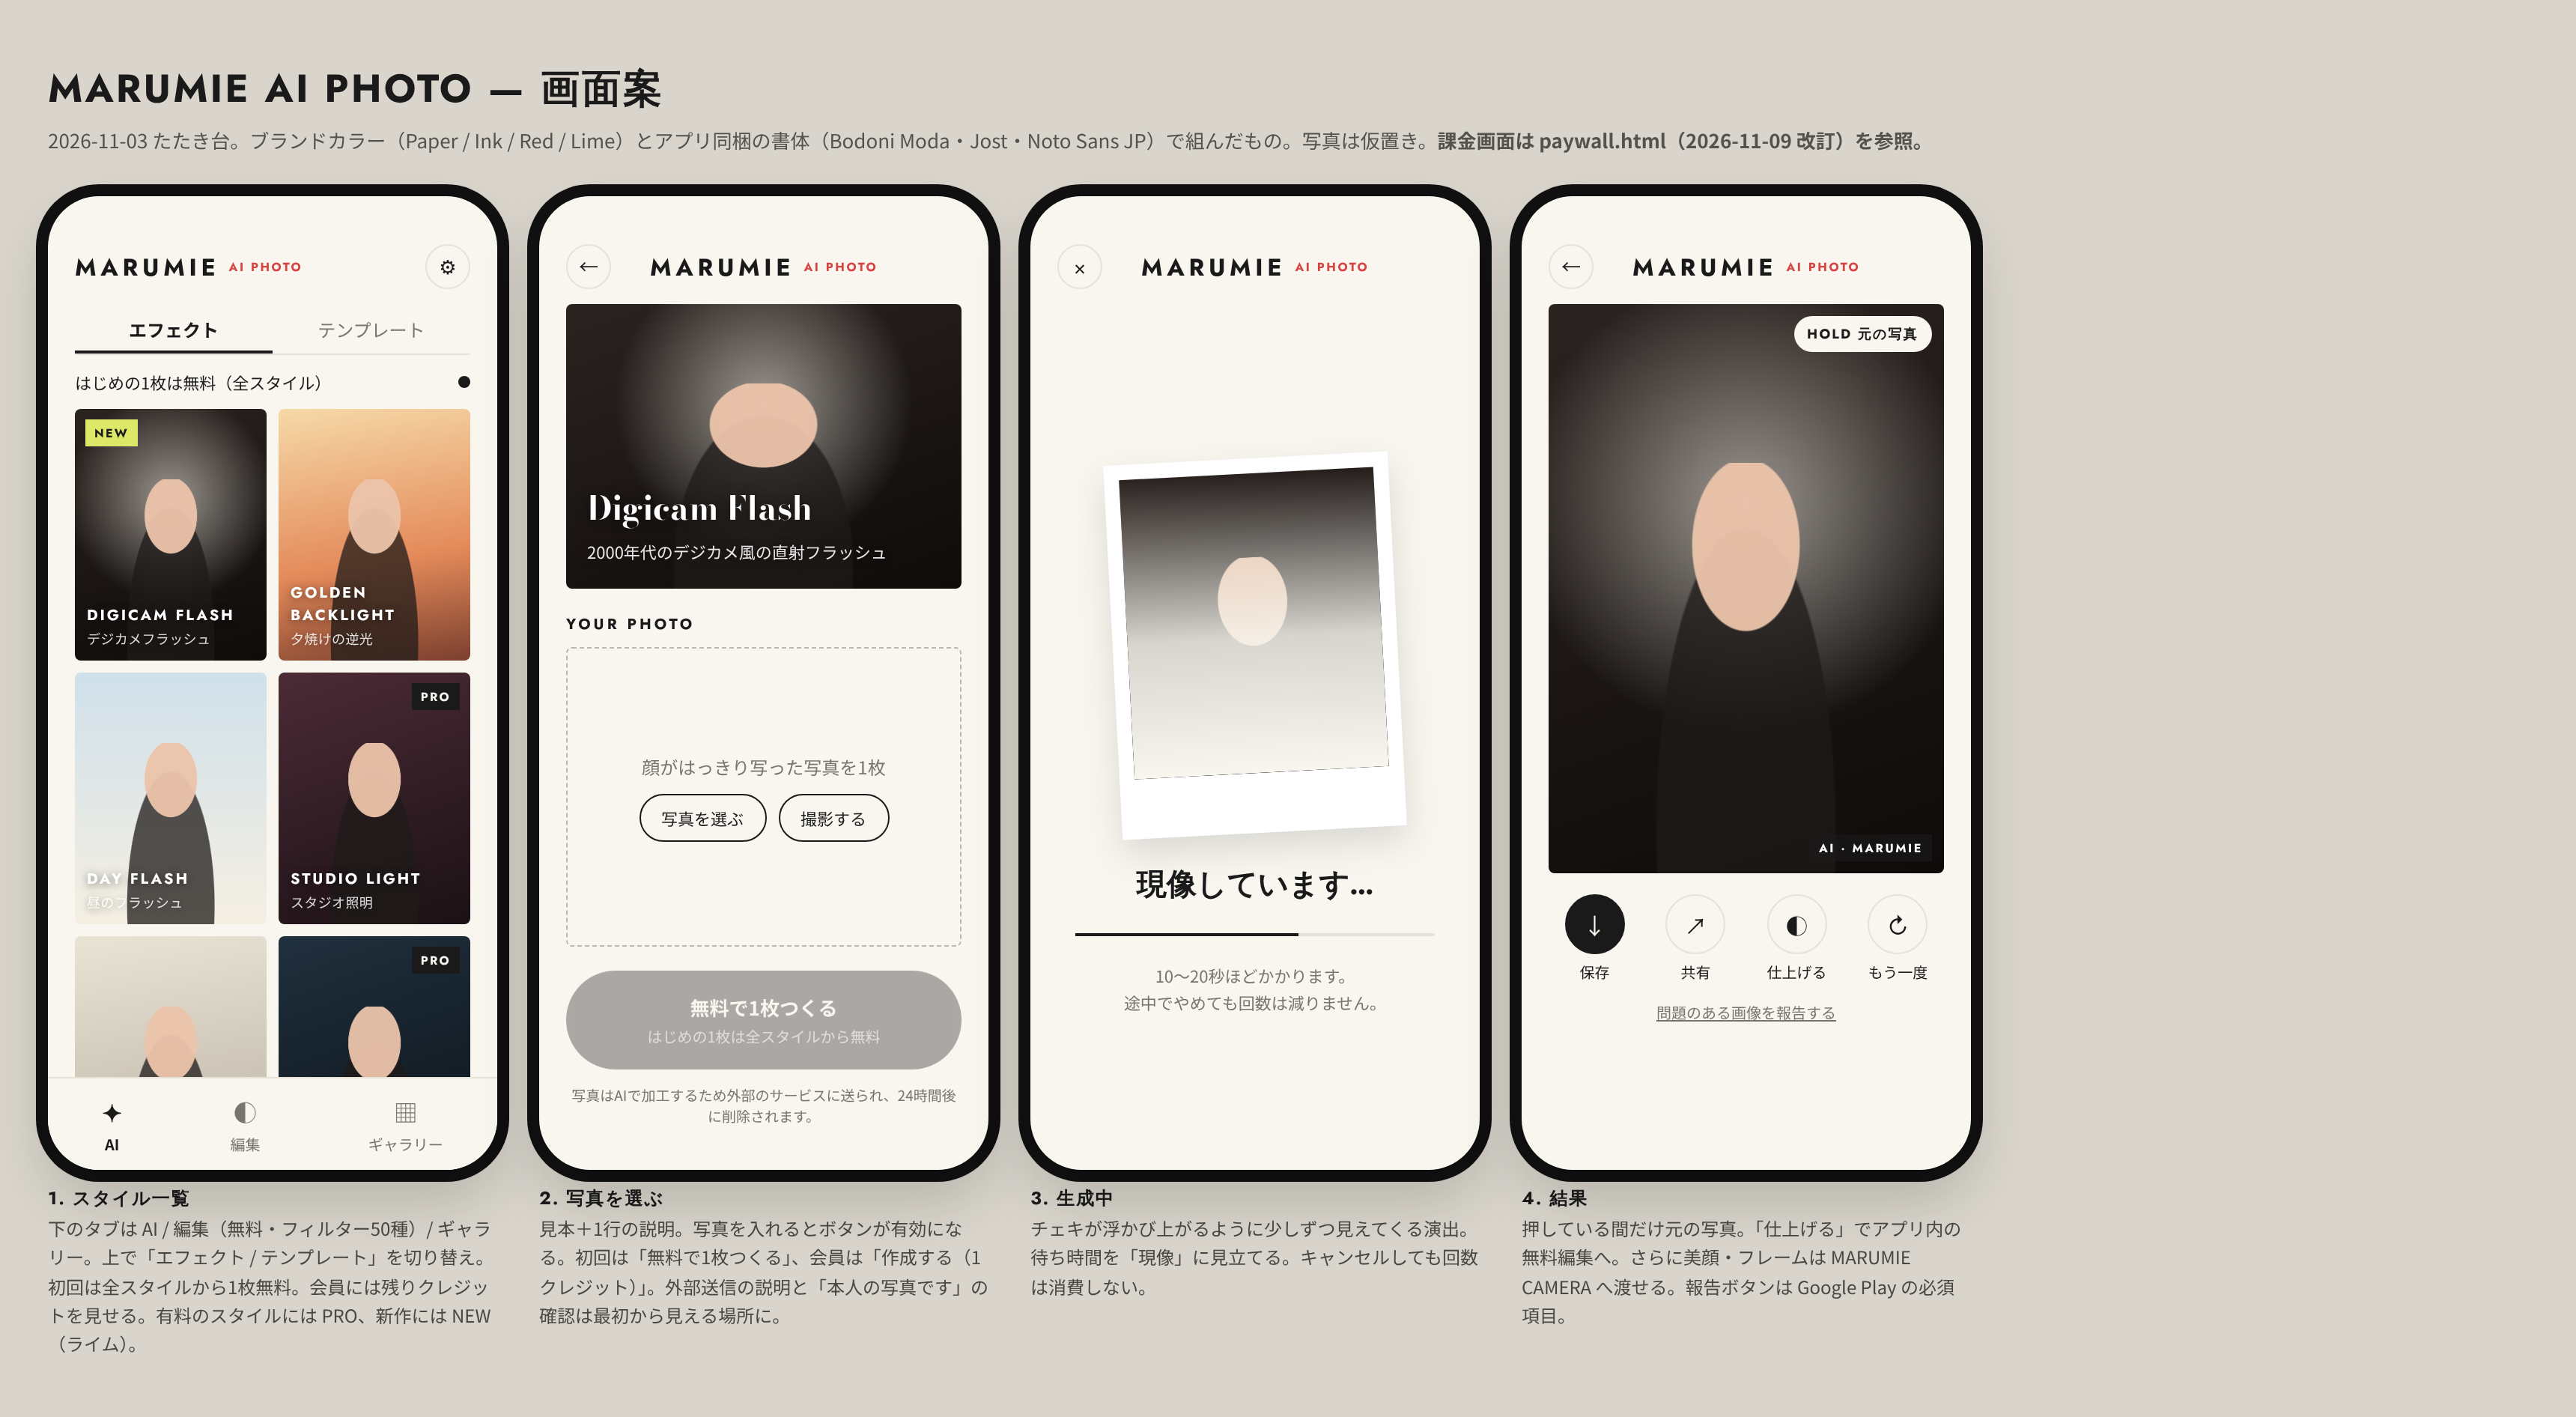 MARUMIE AI PHOTO — 画面案
2026-11-03 たたき台。ブランドカラー（Paper / Ink / Red / Lime）とアプリ同梱の書体（Bodoni Moda・Jost・Noto Sans JP）で組んだもの。写真は仮置き。課金画面は paywall.html（2026-11-09 改訂）を参照。
MARUMIE AI PHOTO
エフェクト
テンプレート
はじめの1枚は無料（全スタイル）
NEW
DIGICAM FLASH
デジカメフラッシュ
GOLDEN
BACKLIGHT
夕焼けの逆光
DAY FLASH
昼のフラッシュ
PRO
STUDIO LIGHT
スタジオ照明
PRO
AI
編集
ギャラリー
1. スタイル一覧
下のタブは AI / 編集（無料・フィルター50種）/ ギャラ
リー。上で「エフェクト / テンプレート」を切り替え。
初回は全スタイルから1枚無料。会員には残りクレジッ
トを見せる。有料のスタイルには PRO、新作には NEW
（ライム）。
MARUMIE AI PHOTO
Digicam Flash
2000年代のデジカメ風の直射フラッシュ
YOUR PHOTO
顔がはっきり写った写真を1枚
写真を選ぶ
撮影する
無料で1枚つくる
はじめの1枚は全スタイルから無料
写真はAIで加工するため外部のサービスに送られ、24時間後
に削除されます。
2. 写真を選ぶ
見本＋1行の説明。写真を入れるとボタンが有効にな
る。初回は「無料で1枚つくる」、会員は「作成する（1
クレジット）」。外部送信の説明と「本人の写真です」の
確認は最初から見える場所に。
MARUMIE AI PHOTO
現像しています…
10〜20秒ほどかかります。
途中でやめても回数は減りません。
3. 生成中
チェキが浮かび上がるように少しずつ見えてくる演出。
待ち時間を「現像」に見立てる。キャンセルしても回数
は消費しない。
MARUMIE AI PHOTO
HOLD 元の写真
AI · MARUMIE
保存
共有
仕上げる
もう一度
問題のある画像を報告する
4. 結果
押している間だけ元の写真。「仕上げる」でアプリ内の
無料編集へ。さらに美顔・フレームは MARUMIE
CAMERA へ渡せる。報告ボタンは Google Play の必須
項目。